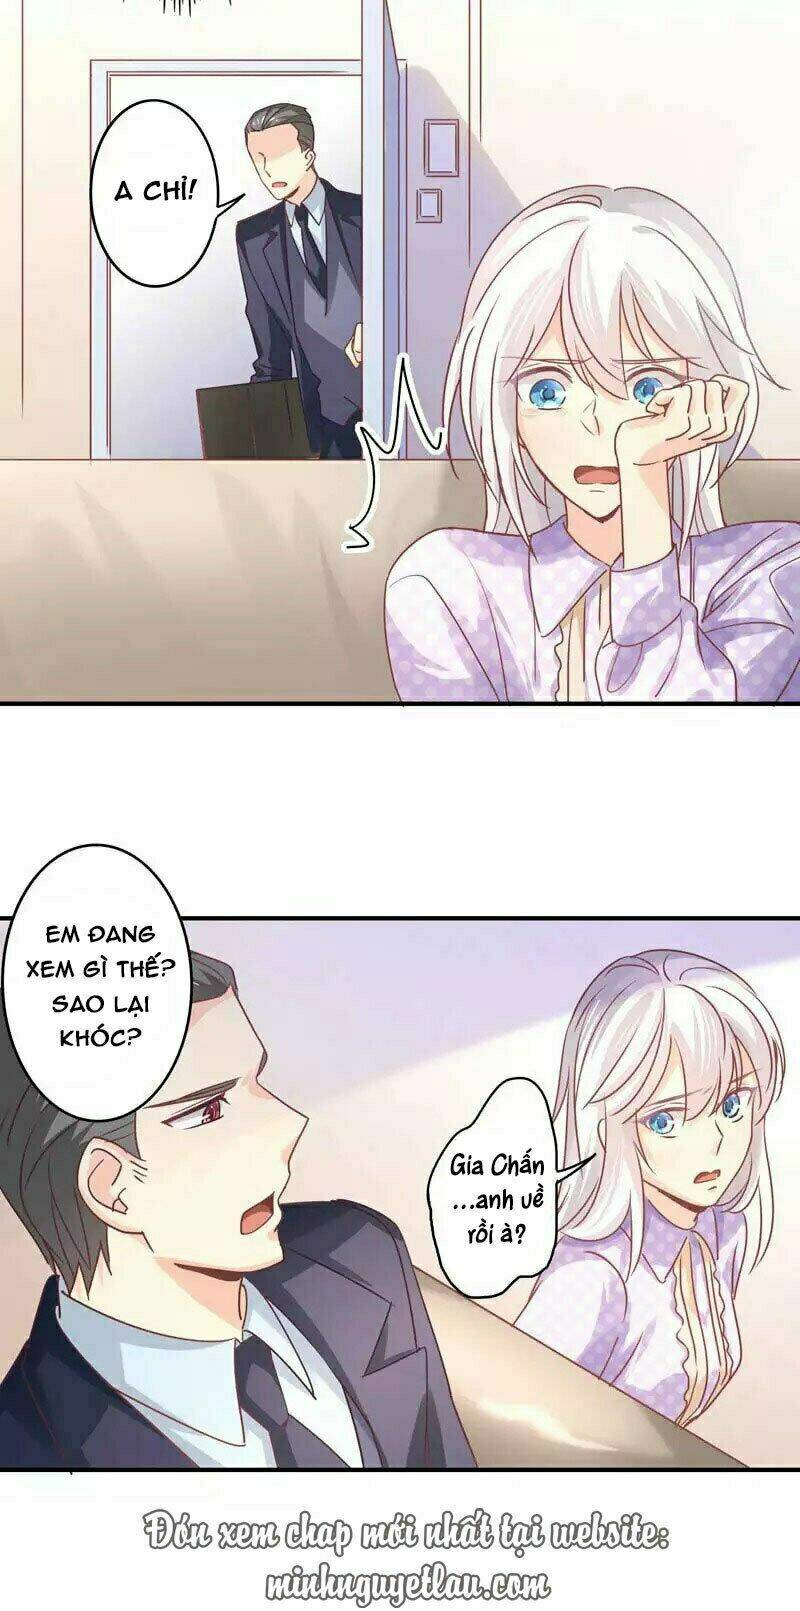 A CHỈ!
EM ĐANG
XEM GÌ THẾ?
SAO LẠI
KHÓC?
Gia Chấn
...anh về
rồi à?
Đón xem chap mới nhất tại website:
minhnguyetlau.com